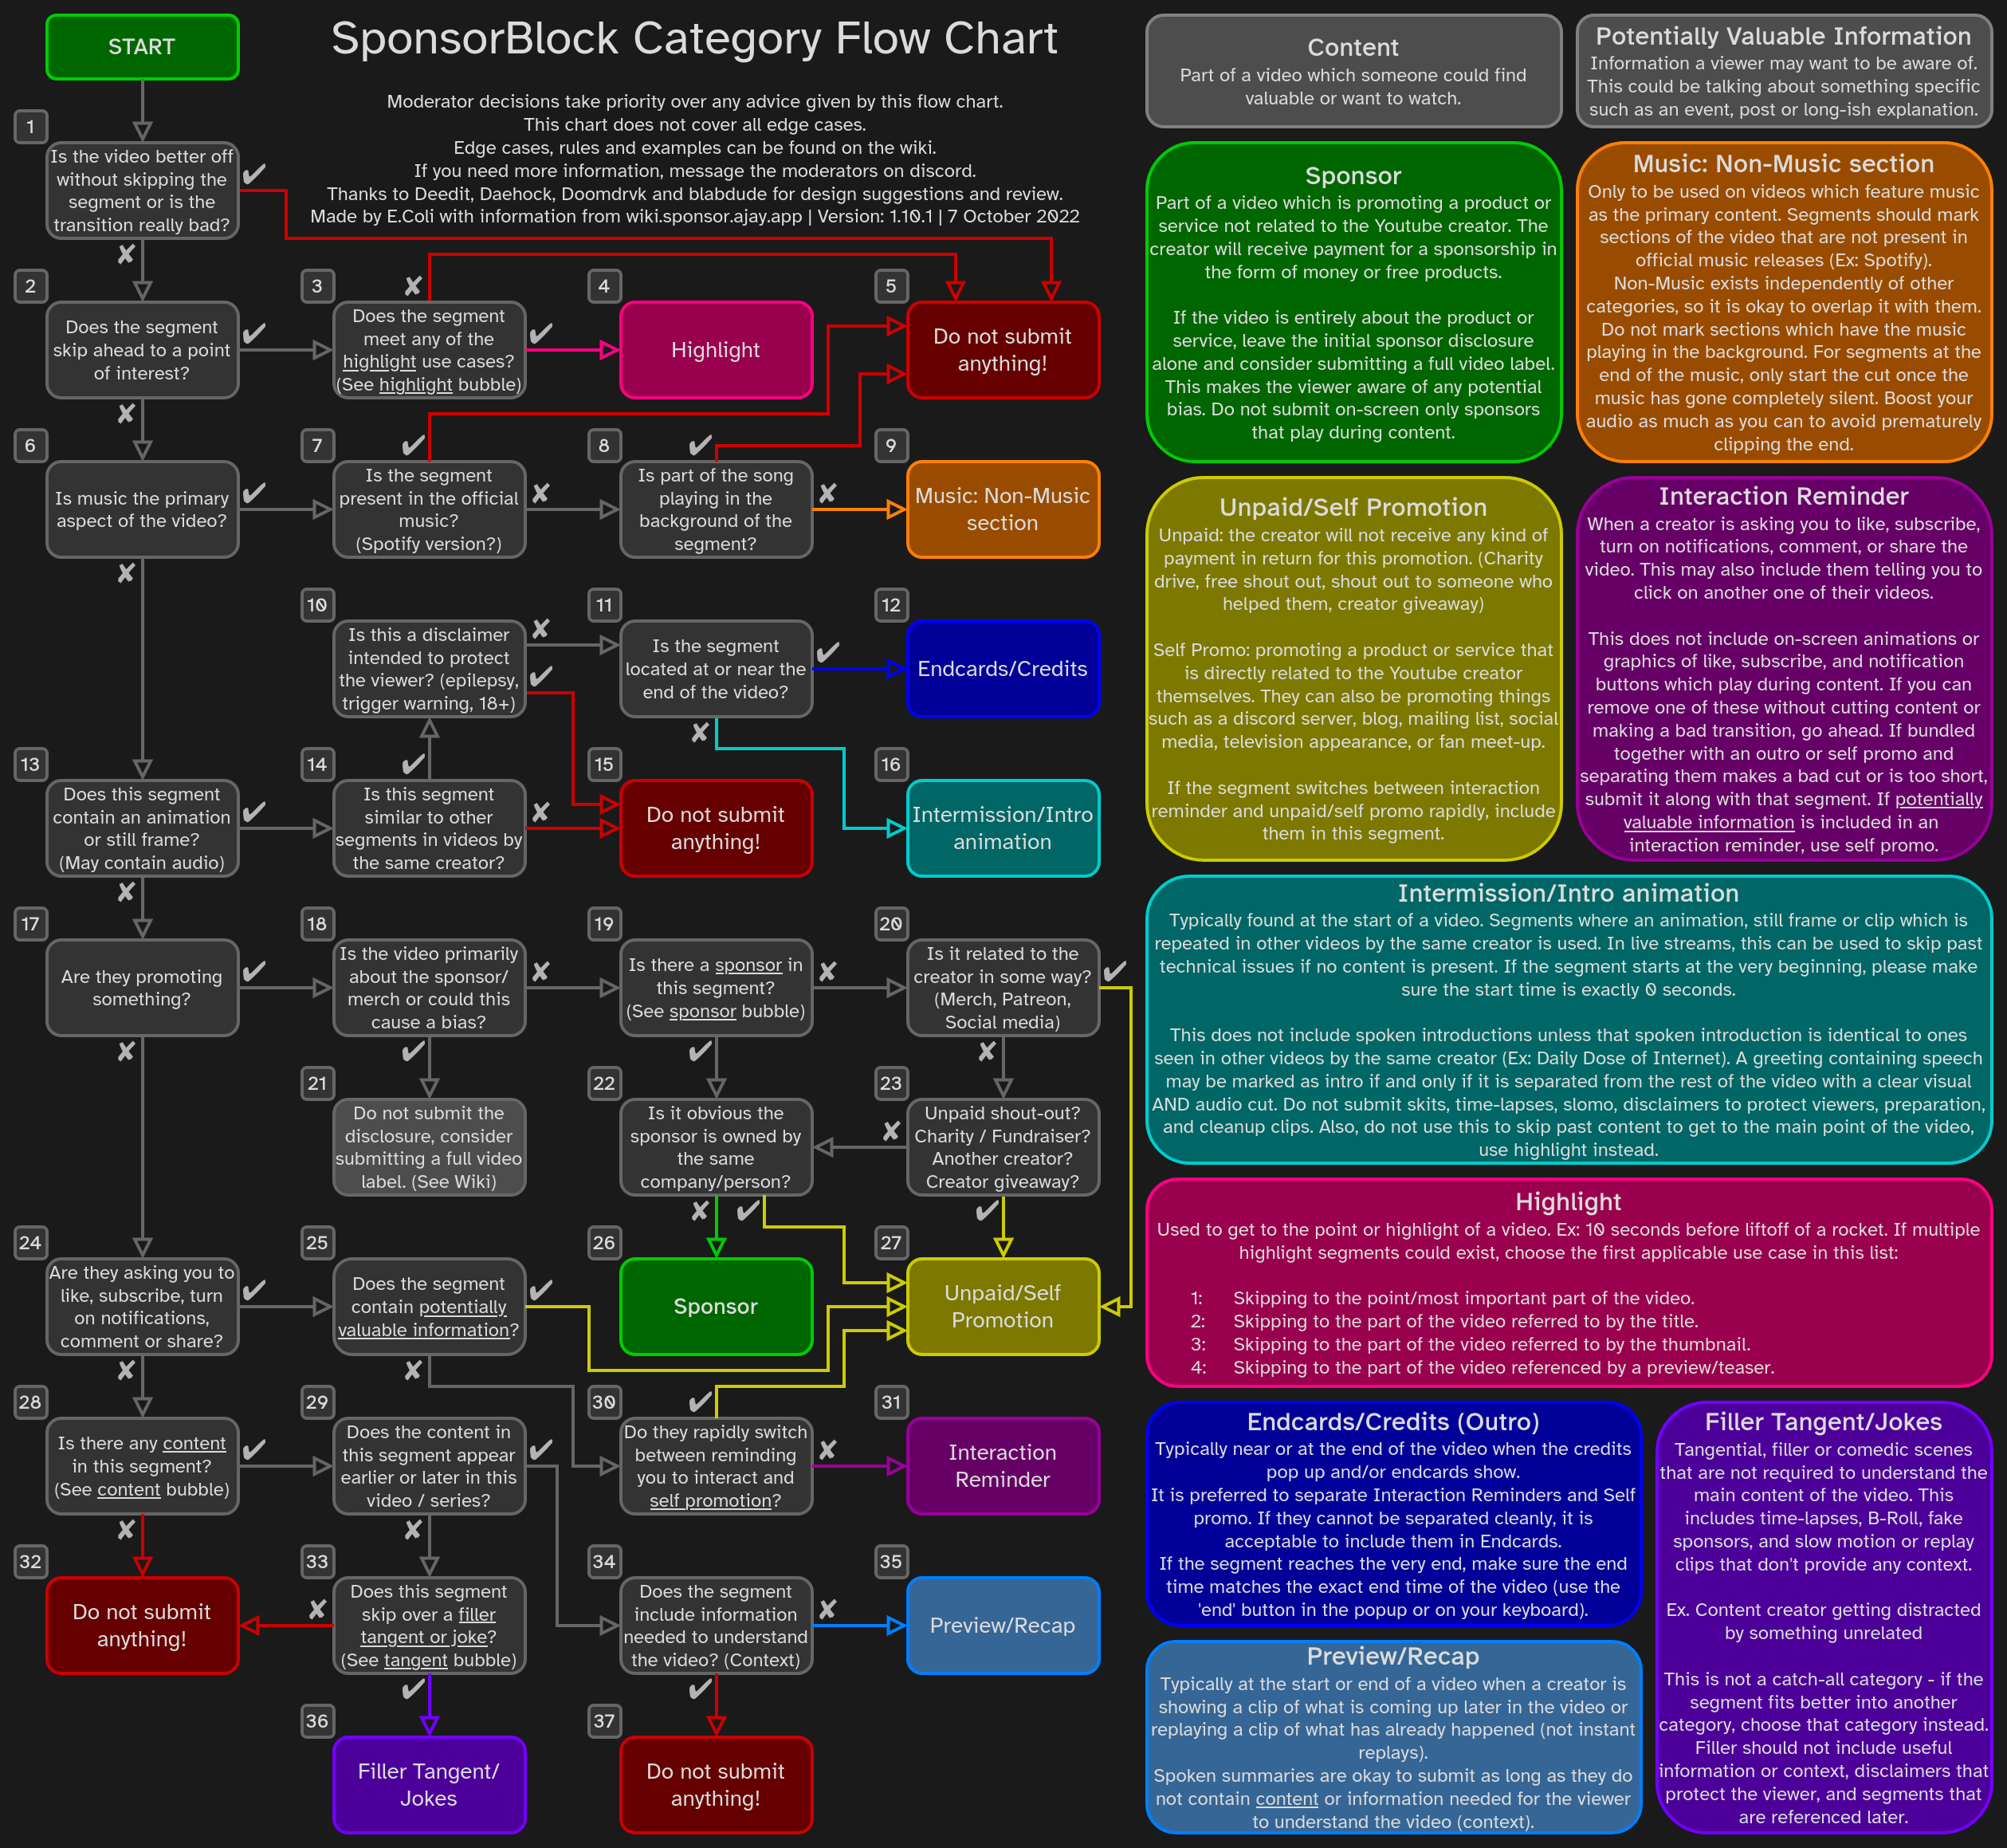 START
SponsorBlock Category Flow Chart
Moderator decisions take priority over any advice given by this flow chart.
This chart does not cover all edge cases.
Edge cases, rules and examples can be found on the wiki.
If you need more information, message the moderators on discord.
Thanks to Deedit, Daehock, Doomdrvk and blabdude for design suggestions and review.
Made by E.Coli with information from wiki.sponsor.ajay.app | Version: 1.10.1 | 7 October 2022
1
Is the video better off
without skipping the
segment or is the
transition really bad?
2
Does the segment
skip ahead to a point
of interest?
3
Does the segment
meet any of the
highlight use cases?
(See highlight bubble)
4
Highlight
5
Do not submit
anything!
6
Is music the primary
aspect of the video?
7
Is the segment
present in the official
music?
(Spotify version?)
8
Is part of the song
playing in the
background of the
segment?
9
Music: Non-Music
section
10
Is this a disclaimer
intended to protect
the viewer? (epilepsy,
trigger warning, 18+)
11
Is the segment
located at or near the
end of the video?
12
Endcards/Credits
13
Does this segment
contain an animation
or still frame?
(May contain audio)
14
Is this segment
similar to other
segments in videos by
the same creator?
15
Do not submit
anything!
16
Intermission/Intro
animation
17
Are they promoting
something?
18
Is the video primarily
about the sponsor/
merch or could this
cause a bias?
19
Is there a sponsor in
this segment?
(See sponsor bubble)
20
Is it related to the
creator in some way?
(Merch, Patreon,
Social media)
21
Do not submit the
disclosure, consider
submitting a full video
label. (See Wiki)
22
Is it obvious the
sponsor is owned by
the same
company/person?
23
Unpaid shout-out?
Charity / Fundraiser?
Another creator?
Creator giveaway?
24
Are they asking you to
like, subscribe, turn
on notifications,
comment or share?
25
Does the segment
contain potentially
valuable information?
26
Sponsor
27
Unpaid/Self
Promotion
28
Is there any content
in this segment?
(See content bubble)
29
Does the content in
this segment appear
earlier or later in this
video / series?
30
Do they rapidly switch
between reminding
you to interact and
self promotion?
31
Interaction
Reminder
32
Do not submit
anything!
33
Does this segment
skip over a filler
tangent or joke?
(See tangent bubble)
34
Does the segment
include information
needed to understand
the video? (Context)
35
Preview/Recap
36
Filler Tangent/
Jokes
37
Do not submit
anything!
Content
Part of a video which someone could find
valuable or want to watch.
Potentially Valuable Information
Information a viewer may want to be aware of.
This could be talking about something specific
such as an event, post or long-ish explanation.
Sponsor
Part of a video which is promoting a product or
service not related to the Youtube creator. The
creator will receive payment for a sponsorship in
the form of money or free products.
If the video is entirely about the product or
service, leave the initial sponsor disclosure
alone and consider submitting a full video label.
This makes the viewer aware of any potential
bias. Do not submit on-screen only sponsors
that play during content.
Music: Non-Music section
Only to be used on videos which feature music
as the primary content. Segments should mark
sections of the video that are not present in
official music releases (Ex: Spotify).
Non-Music exists independently of other
categories, so it is okay to overlap it with them.
Do not mark sections which have the music
playing in the background. For segments at the
end of the music, only start the cut once the
music has gone completely silent. Boost your
audio as much as you can to avoid prematurely
clipping the end.
Unpaid/Self Promotion
Unpaid: the creator will not receive any kind of
payment in return for this promotion. (Charity
drive, free shout out, shout out to someone who
helped them, creator giveaway)
Self Promo: promoting a product or service that
is directly related to the Youtube creator
themselves. They can also be promoting things
such as a discord server, blog, mailing list, social
media, television appearance, or fan meet-up.
If the segment switches between interaction
reminder and unpaid/self promo rapidly, include
them in this segment.
Interaction Reminder
When a creator is asking you to like, subscribe,
turn on notifications, comment, or share the
video. This may also include them telling you to
click on another one of their videos.
This does not include on-screen animations or
graphics of like, subscribe, and notification
buttons which play during content. If you can
remove one of these without cutting content or
making a bad transition, go ahead. If bundled
together with an outro or self promo and
separating them makes a bad cut or is too short,
submit it along with that segment. If potentially
valuable information is included in an
interaction reminder, use self promo.
Intermission/Intro animation
Typically found at the start of a video. Segments where an animation, still frame or clip which is
repeated in other videos by the same creator is used. In live streams, this can be used to skip past
technical issues if no content is present. If the segment starts at the very beginning, please make
sure the start time is exactly 0 seconds.
This does not include spoken introductions unless that spoken introduction is identical to ones
seen in other videos by the same creator (Ex: Daily Dose of Internet). A greeting containing speech
may be marked as intro if and only if it is separated from the rest of the video with a clear visual
AND audio cut. Do not submit skits, time-lapses, slomo, disclaimers to protect viewers, preparation,
and cleanup clips. Also, do not use this to skip past content to get to the main point of the video,
use highlight instead.
Highlight
Used to get to the point or highlight of a video. Ex: 10 seconds before liftoff of a rocket. If multiple
highlight segments could exist, choose the first applicable use case in this list:
1: Skipping to the point/most important part of the video.
2: Skipping to the part of the video referred to by the title.
3: Skipping to the part of the video referred to by the thumbnail.
4: Skipping to the part of the video referenced by a preview/teaser.
Endcards/Credits (Outro)
Typically near or at the end of the video when the credits
pop up and/or endcards show.
It is preferred to separate Interaction Reminders and Self
promo. If they cannot be separated cleanly, it is
acceptable to include them in Endcards.
If the segment reaches the very end, make sure the end
time matches the exact end time of the video (use the
'end' button in the popup or on your keyboard).
Filler Tangent/Jokes
Tangential, filler or comedic scenes
that are not required to understand the
main content of the video. This
includes time-lapses, B-Roll, fake
sponsors, and slow motion or replay
clips that don't provide any context.
Ex. Content creator getting distracted
by something unrelated
This is not a catch-all category - if the
segment fits better into another
category, choose that category instead.
Filler should not include useful
information or context, disclaimers that
protect the viewer, and segments that
are referenced later.
Preview/Recap
Typically at the start or end of a video when a creator is
showing a clip of what is coming up later in the video or
replaying a clip of what has already happened (not instant
replays).
Spoken summaries are okay to submit as long as they do
not contain content or information needed for the viewer
to understand the video (context).